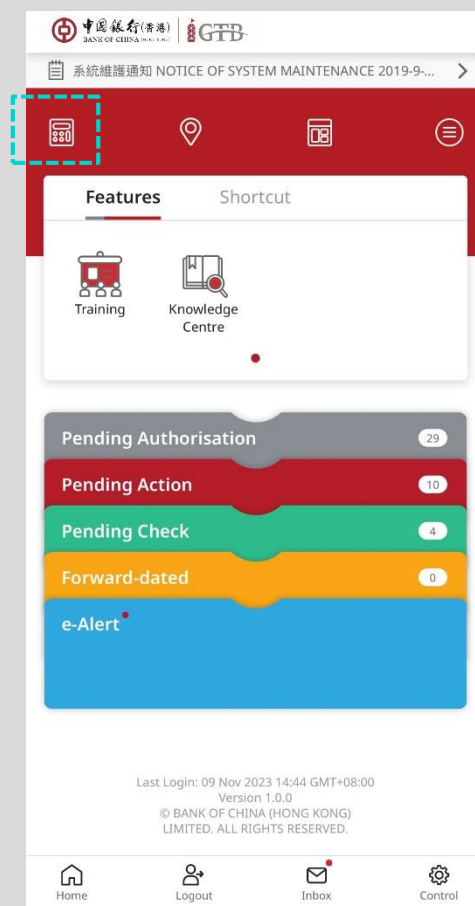 中國銀行(香港) iGTB
BANK OF CHINA (HONG KONG)
系統維護通知 NOTICE OF SYSTEM MAINTENANCE 2019-9-...
Features Shortcut
Training Knowledge
Centre
Pending Authorisation 29
Pending Action 10
Pending Check 4
Forward-dated 0
e-Alert
Last Login: 09 Nov 2023 14:44 GMT+08:00
Version 1.0.0
© BANK OF CHINA (HONG KONG)
LIMITED. ALL RIGHTS RESERVED.
Home Logout Inbox Control